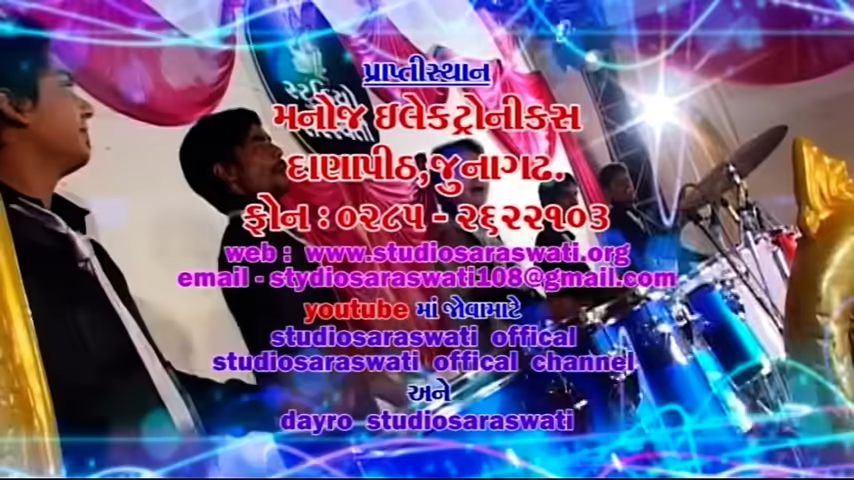 પ્રાપ્તીસ્થાન
મનોજ ઇલેક્ટ્રોનીકસ
દાણાપીઠ,જુનાગઢ.
ફોન : ૦૨૮૫ - ૨૬૨૨૧૦૩
web : www.studiosaraswati.org
email - stydiosaraswati108@gmail.com
youtube માં જોવામાટે
studiosaraswati offical
studiosaraswati offical channel
અને
dayro studiosaraswati